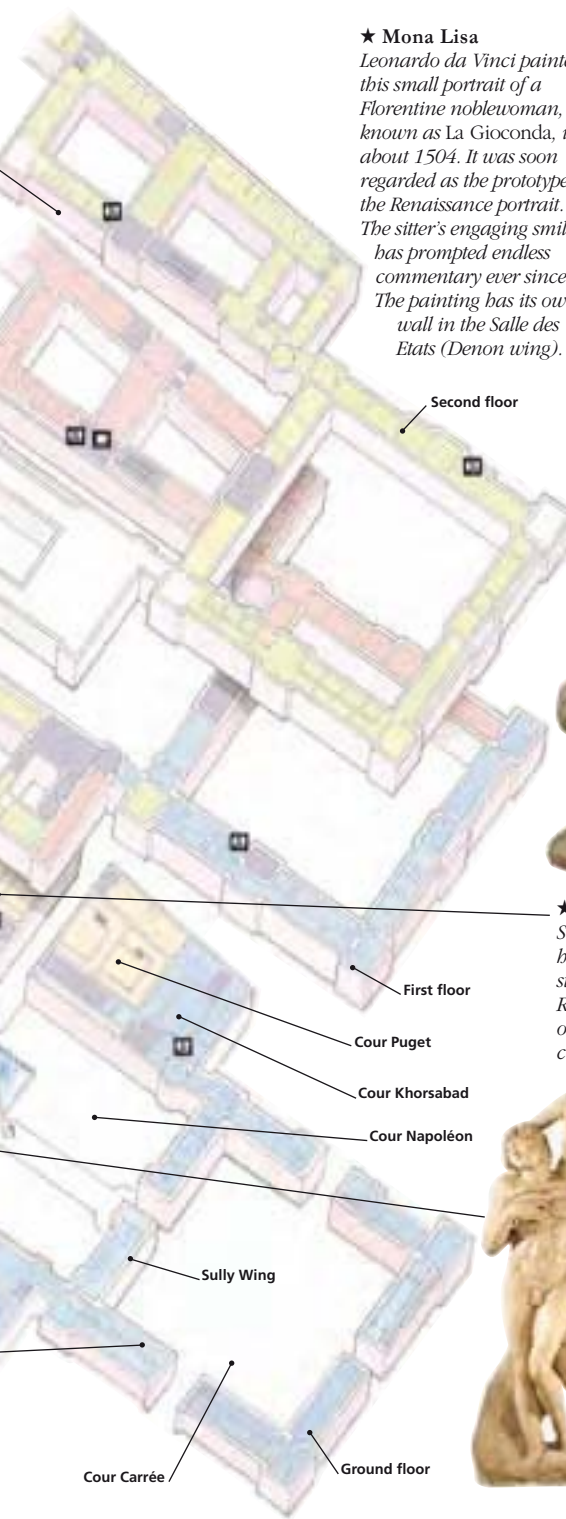 ★ Mona Lisa
Leonardo da Vinci painte
this small portrait of a
Florentine noblewoman,
known as La Gioconda,
about 1504. It was soon
regarded as the prototype
the Renaissance portrait.
The sitter's engaging smil
has prompted endless
commentary ever since
The painting has its ow
wall in the Salle des
Etats (Denon wing).
Second floor
★
First floor
Cour Puget
Cour Khorsabad
Cour Napoléon
Sully Wing
Cour Carrée
Ground floor